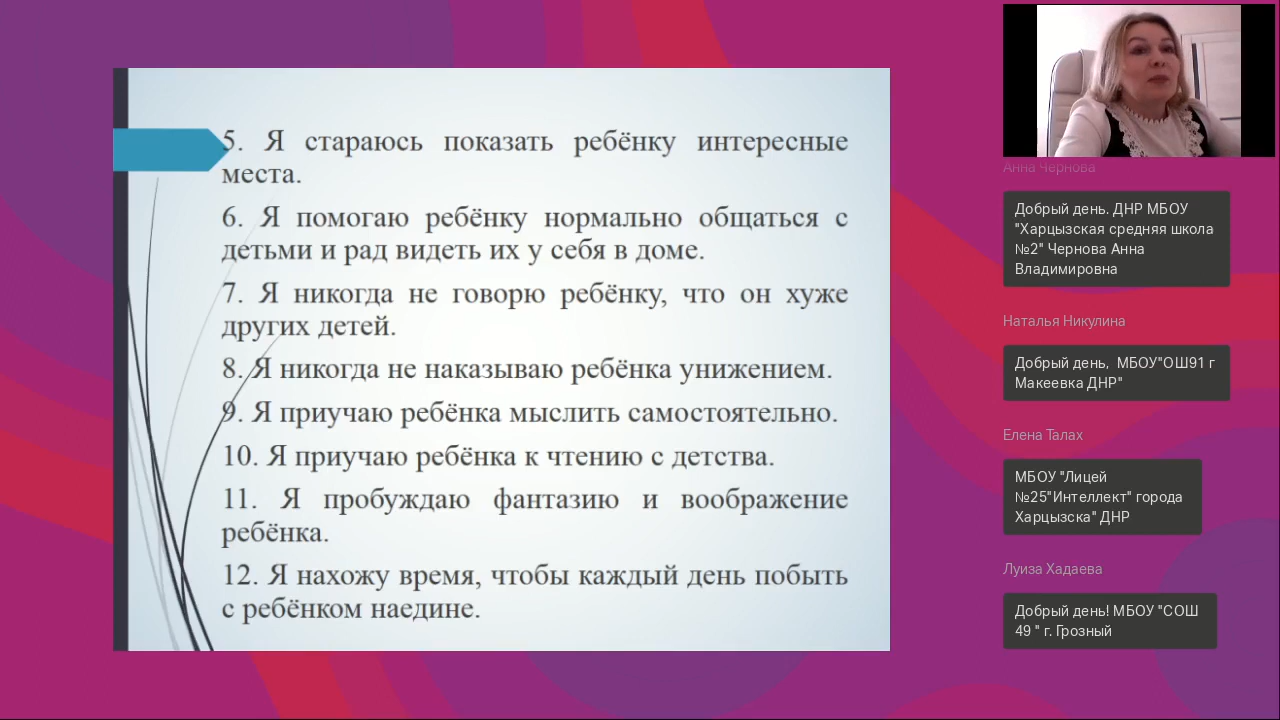 5. Я стараюсь показать ребёнку интересные
места.
6. Я помогаю ребёнку нормально общаться с
детьми и рад видеть их у себя в доме.
7. Я никогда не говорю ребёнку, что он хуже
других детей.
8. Я никогда не наказываю ребёнка унижением.
9. Я приучаю ребёнка мыслить самостоятельно.
10. Я приучаю ребёнка к чтению с детства.
11. Я пробуждаю фантазию и воображение
ребёнка.
12. Я нахожу время, чтобы каждый день побыть
с ребёнком наедине.
Анна Чернова
Добрый день. ДНР МБОУ
"Харцызская средняя школа
№2" Чернова Анна
Владимировна
Наталья Никулина
Добрый день, МБОУ"ОШ91 г
Макеевка ДНР"
Елена Талах
МБОУ "Лицей
№25"Интеллект" города
Харцызска" ДНР
Луиза Хадаева
Добрый день! МБОУ "СОШ
49 " г. Грозный